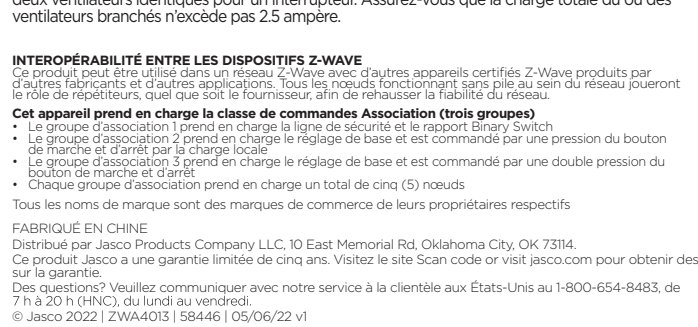 deux ventilateurs identiques pour un interrupteur. Assurez-vous que la charge totale du ou des
ventilateurs branchés n'excède pas 2.5 ampère.
INTEROPÉRABILITÉ ENTRE LES DISPOSITIFS Z-WAVE
Ce produit peut être utilisé dans un réseau Z-Wave avec d'autres appareils certifiés Z-Wave produits par
d'autres fabricants et d'autres applications. Tous les nœuds fonctionnant sans pile au sein du réseau joueront
le rôle de répétiteurs, quel que soit le fournisseur, afin de rehausser la fiabilité du réseau.
Cet appareil prend en charge la classe de commandes Association (trois groupes)
• Le groupe d'association 1 prend en charge la ligne de sécurité et le rapport Binary Switch
• Le groupe d'association 2 prend en charge le réglage de base et est commandé par une pression du bouton
de marche et d'arrêt par la charge locale
• Le groupe d'association 3 prend en charge le réglage de base et est commandé par une double pression du
bouton de marche et d'arrêt
• Chaque groupe d'association prend en charge un total de cinq (5) nœuds
Tous les noms de marque sont des marques de commerce de leurs propriétaires respectifs
FABRIQUÉ EN CHINE
Distribué par Jasco Products Company LLC, 10 East Memorial Rd, Oklahoma City, OK 73114.
Ce produit Jasco a une garantie limitée de cinq ans. Visitez le site Scan code or visit jasco.com pour obtenir des
sur la garantie.
Des questions? Veuillez communiquer avec notre service à la clientèle aux États-Unis au 1-800-654-8483, de
7 h à 20 h (HNC), du lundi au vendredi.
© Jasco 2022 | ZWA4013 | 58446 | 05/06/22 v1